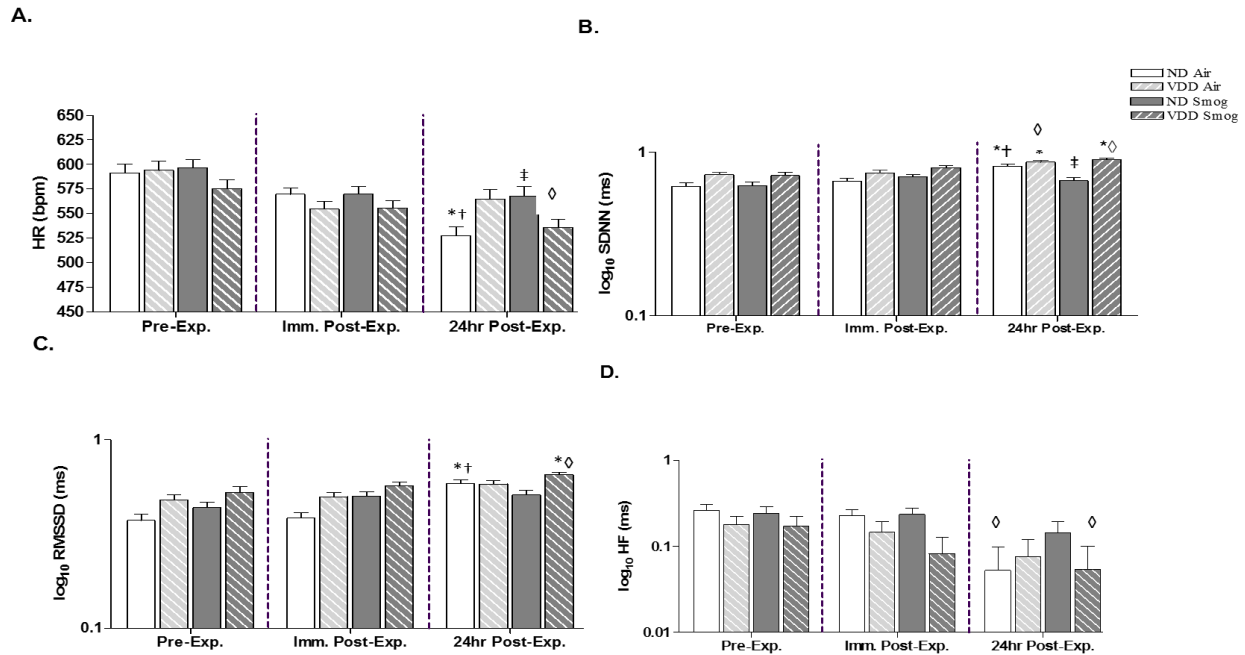 A.
B.
ND Air
VDD Air
ND Smog
VDD Smog
HR (bpm)
650
625
600
575
550
525
500
475
450
*†
‡
◊
Pre-Exp.
Imm. Post-Exp.
24hr Post-Exp.
log10 SDNN (ms)
1
0.1
*†
◊
*
‡
*◊
Pre-Exp.
Imm. Post-Exp.
24hr Post-Exp.
C.
D.
log10 RMSSD (ms)
1
0.1
*†
*◊
Pre-Exp.
Imm. Post-Exp.
24hr Post-Exp.
log10 HF (ms)
1
0.1
0.01
◊
◊
Pre-Exp.
Imm. Post-Exp.
24hr Post-Exp.